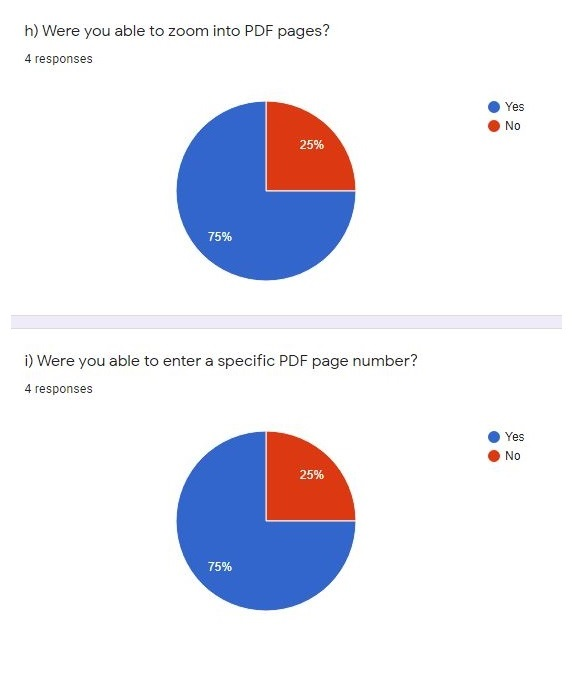 h) Were you able to zoom into PDF pages?
4 responses
Yes
No
25%
75%
i) Were you able to enter a specific PDF page number?
4 responses
Yes
No
25%
75%